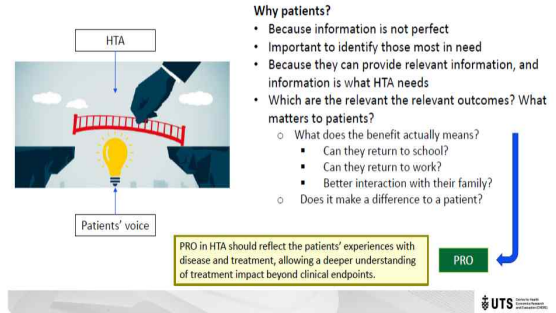 HTA
Patients' voice
Why patients?
• Because information is not perfect
• Important to identify those most in need
• Because they can provide relevant information, and
information is what HTA needs
• Which are the relevant the relevant outcomes? What
matters to patients?
o What does the benefit actually means?
▪ Can they return to school?
▪ Can they return to work?
▪ Better interaction with their family?
o Does it make a difference to a patient?
PRO in HTA should reflect the patients' experiences with
disease and treatment, allowing a deeper understanding
of treatment impact beyond clinical endpoints.
PRO
UTS